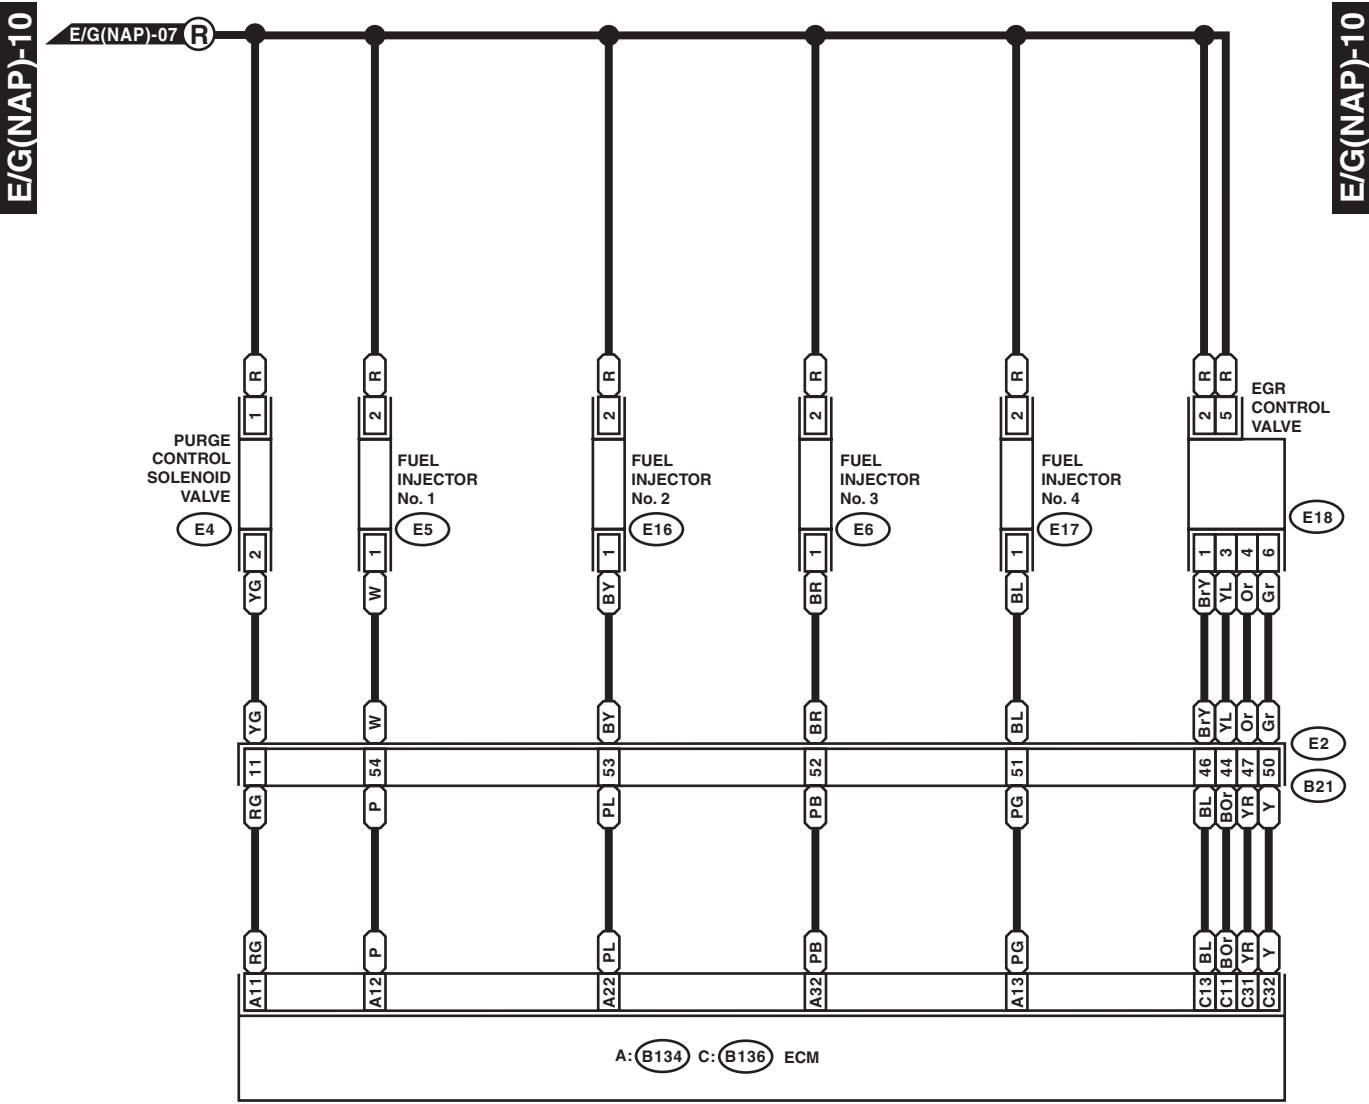 E/G(NAP)-10
E/G(NAP)-10
E/G(NAP)-07 R
R R R R R R R
1 2 2 2 2 2 5
EGR
CONTROL
VALVE
PURGE
CONTROL
SOLENOID
VALVE
E4
FUEL
INJECTOR
No. 1
E5
FUEL
INJECTOR
No. 2
E16
FUEL
INJECTOR
No. 3
E6
FUEL
INJECTOR
No. 4
E17
E18
2 1 1 1 1 1 3 4 6
YG W BY BR BL BrY YL Or Gr
YG W BY BR BL BrY YL Or Gr
E2
11 54 53 52 51 46 44 47 50
B21
RG P PL PB PG BL BOr YR Y
RG P PL PB PG BL BOr YR Y
A11 A12 A22 A32 A13 C13 C11 C31 C32
A: B134 C: B136 ECM